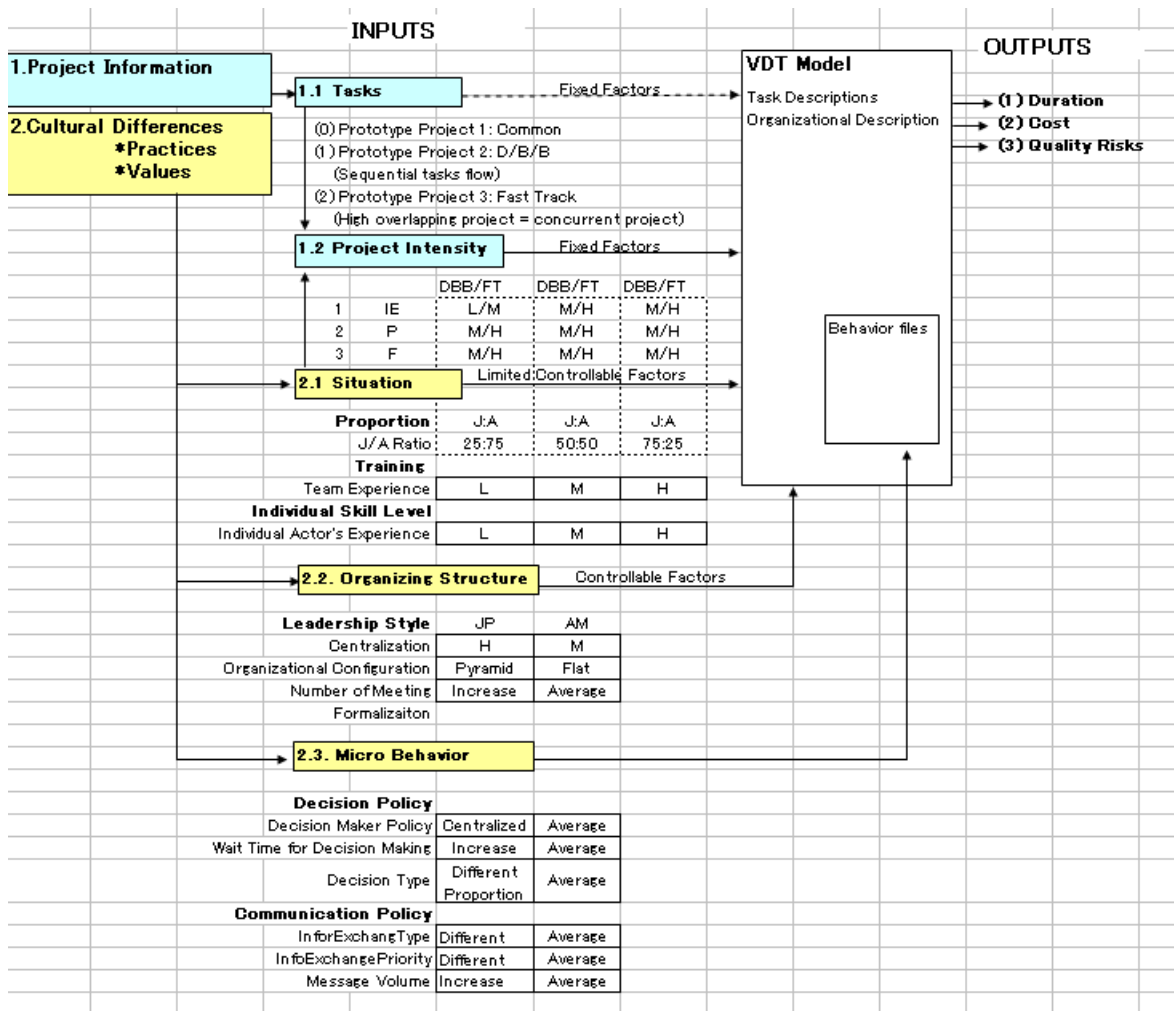 INPUTS
OUTPUTS
1.Project Information
2.Cultural Differences
*Practices
*Values
1.1 Tasks
Fixed Factors
(0) Prototype Project 1: Common
(1) Prototype Project 2: D/B/B
(Sequential tasks flow)
(2) Prototype Project 3: Fast Track
(High overlapping project = concurrent project)
1.2 Project Intensity
Fixed Factors
DBB/FT DBB/FT DBB/FT
1 IE L/M M/H M/H
2 P M/H M/H M/H
3 F M/H M/H M/H
2.1 Situation
Limited Controllable Factors
Proportion J:A J:A J:A
J/A Ratio 25:75 50:50 75:25
Training
Team Experience L M H
Individual Skill Level
Individual Actor's Experience L M H
2.2. Organizing Structure
Controllable Factors
Leadership Style JP AM
Centralization H M
Organizational Configuration Pyramid Flat
Number of Meeting Increase Average
Formalizaiton
2.3. Micro Behavior
Decision Policy
Decision Maker Policy Centralized Average
Wait Time for Decision Making Increase Average
Decision Type Different Proportion Average
Communication Policy
InforExchangType Different Average
InfoExchangePriority Different Average
Message Volume Increase Average
VDT Model
Task Descriptions
Organizational Description
Behavior files
(1) Duration
(2) Cost
(3) Quality Risks